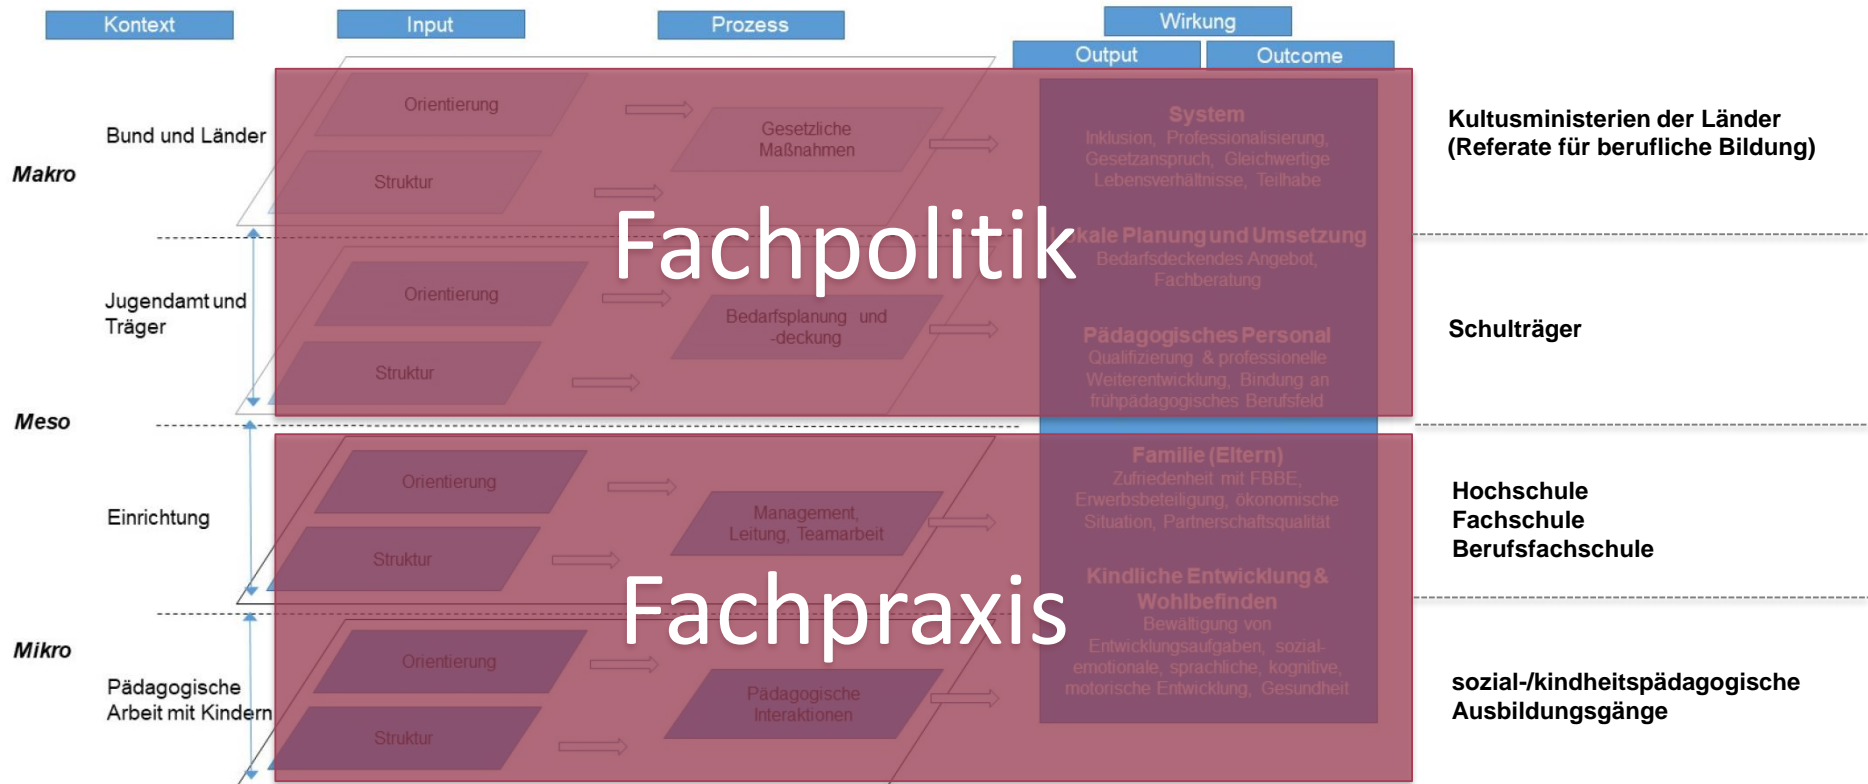 Kontext
Input
Prozess
Wirkung
Output
Outcome
Makro
Bund und Länder
Orientierung
Struktur
Gesetzliche
Maßnahmen
System
Inklusion, Professionalisierung,
Gesetzanspruch, Gleichwertige
Lebensverhältnisse, Teilhabe
Kultusministerien der Länder
(Referate für berufliche Bildung)
Fachpolitik
Lokale Planung und Umsetzung
Bedarfsdeckendes Angebot,
Fachberatung
Jugendamt und
Träger
Orientierung
Struktur
Bedarfsplanung und
-deckung
Pädagogisches Personal
Qualifizierung & professionelle
Weiterentwicklung, Bindung an
frühpädagogisches Berufsfeld
Schulträger
Meso
Einrichtung
Orientierung
Struktur
Management,
Leitung, Teamarbeit
Familie (Eltern)
Zufriedenheit mit FBBE,
Erwerbsbeteiligung, ökonomische
Situation, Partnerschaftsqualität
Hochschule
Fachschule
Berufsfachschule
Fachpraxis
Kindliche Entwicklung &
Wohlbefinden
Bewältigung von
Entwicklungsaufgaben, sozial-
emotionale, sprachliche, kognitive,
motorische Entwicklung, Gesundheit
Mikro
Pädagogische
Arbeit mit Kindern
Orientierung
Struktur
Pädagogische
Interaktionen
sozial-/kindheitspädagogische
Ausbildungsgänge